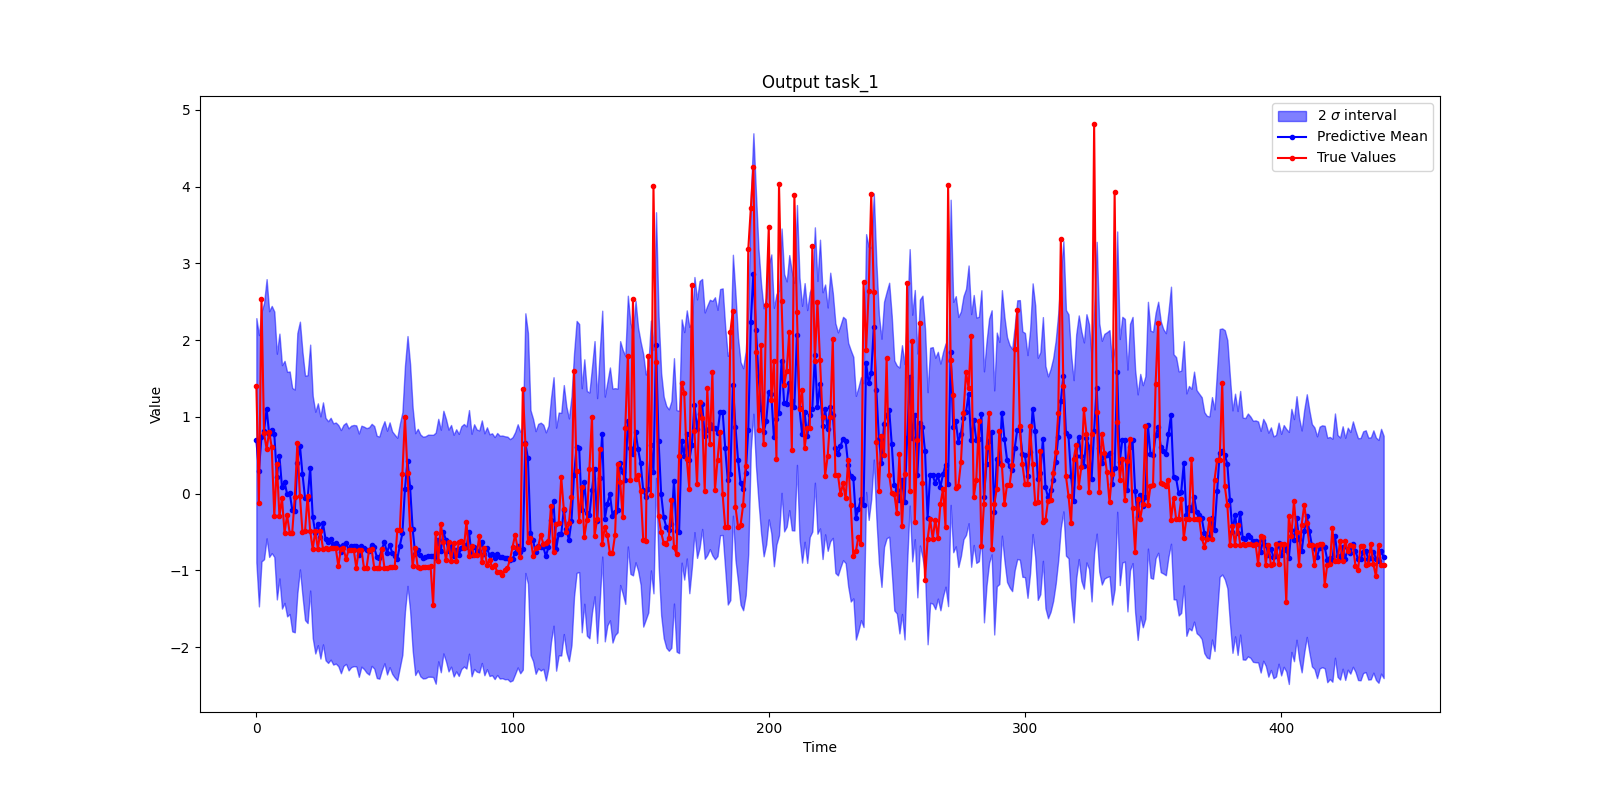 Output task_1
2 σ interval
Predictive Mean
True Values
Value
5
4
3
2
1
0
−1
−2
0 100 200 300 400
Time